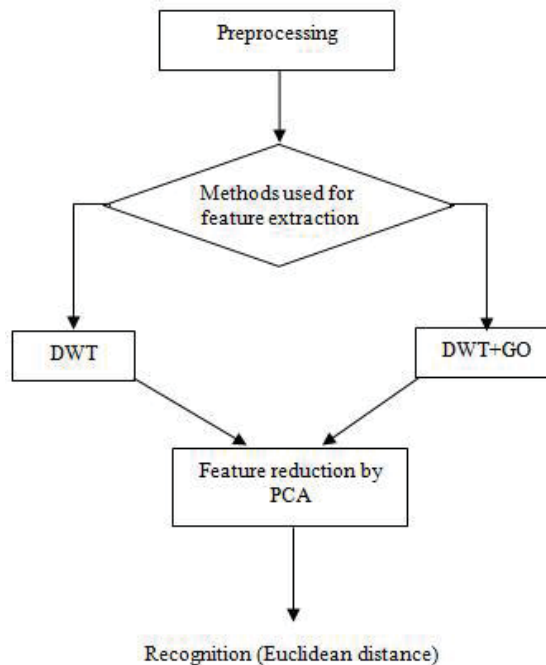 Preprocessing
Methods used for
feature extraction
DWT
DWT+GO
Feature reduction by
PCA
Recognition (Euclidean distance)